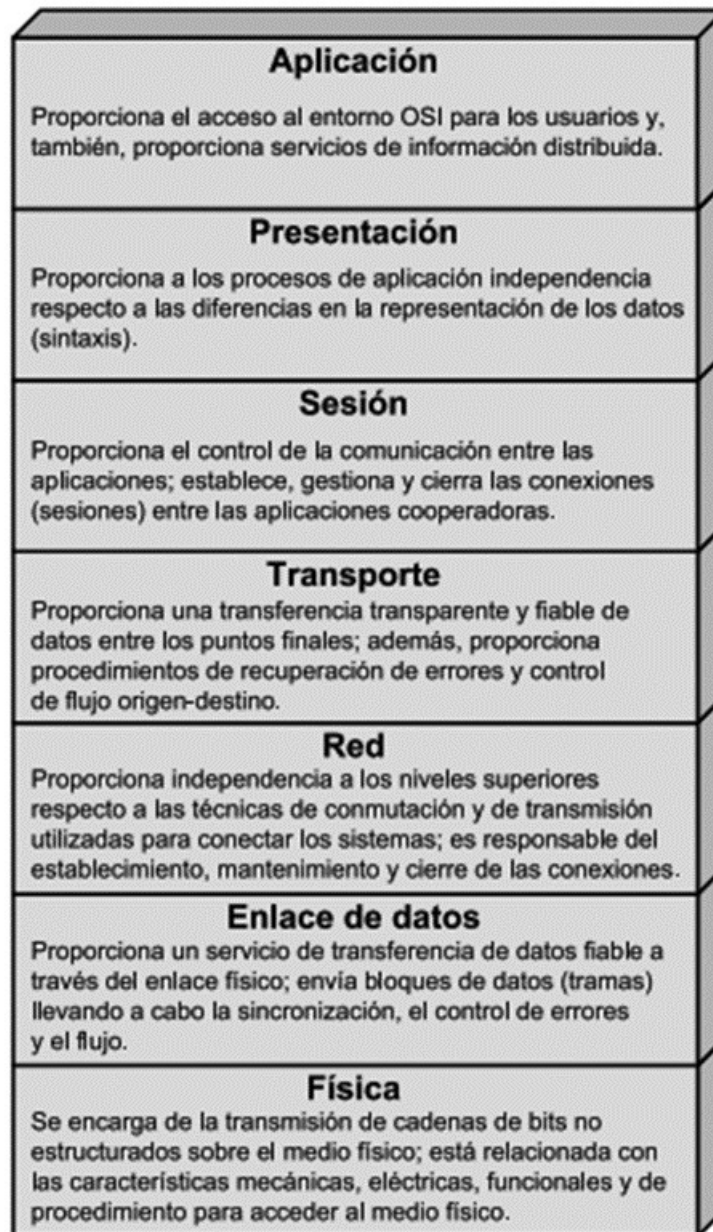 Aplicación
Proporciona el acceso al entorno OSI para los usuarios y,
también, proporciona servicios de información distribuida.
Presentación
Proporciona a los procesos de aplicación independencia
respecto a las diferencias en la representación de los datos
(sintaxis).
Sesión
Proporciona el control de la comunicación entre las
aplicaciones; establece, gestiona y cierra las conexiones
(sesiones) entre las aplicaciones cooperadoras.
Transporte
Proporciona una transferencia transparente y fiable de
datos entre los puntos finales; además, proporciona
procedimientos de recuperación de errores y control
de flujo origen-destino.
Red
Proporciona independencia a los niveles superiores
respecto a las técnicas de conmutación y de transmisión
utilizadas para conectar los sistemas; es responsable del
establecimiento, mantenimiento y cierre de las conexiones.
Enlace de datos
Proporciona un servicio de transferencia de datos fiable a
través del enlace físico; envía bloques de datos (tramas)
llevando a cabo la sincronización, el control de errores
y el flujo.
Física
Se encarga de la transmisión de cadenas de bits no
estructurados sobre el medio físico; está relacionada con
las características mecánicas, eléctricas, funcionales y de
procedimiento para acceder al medio físico.